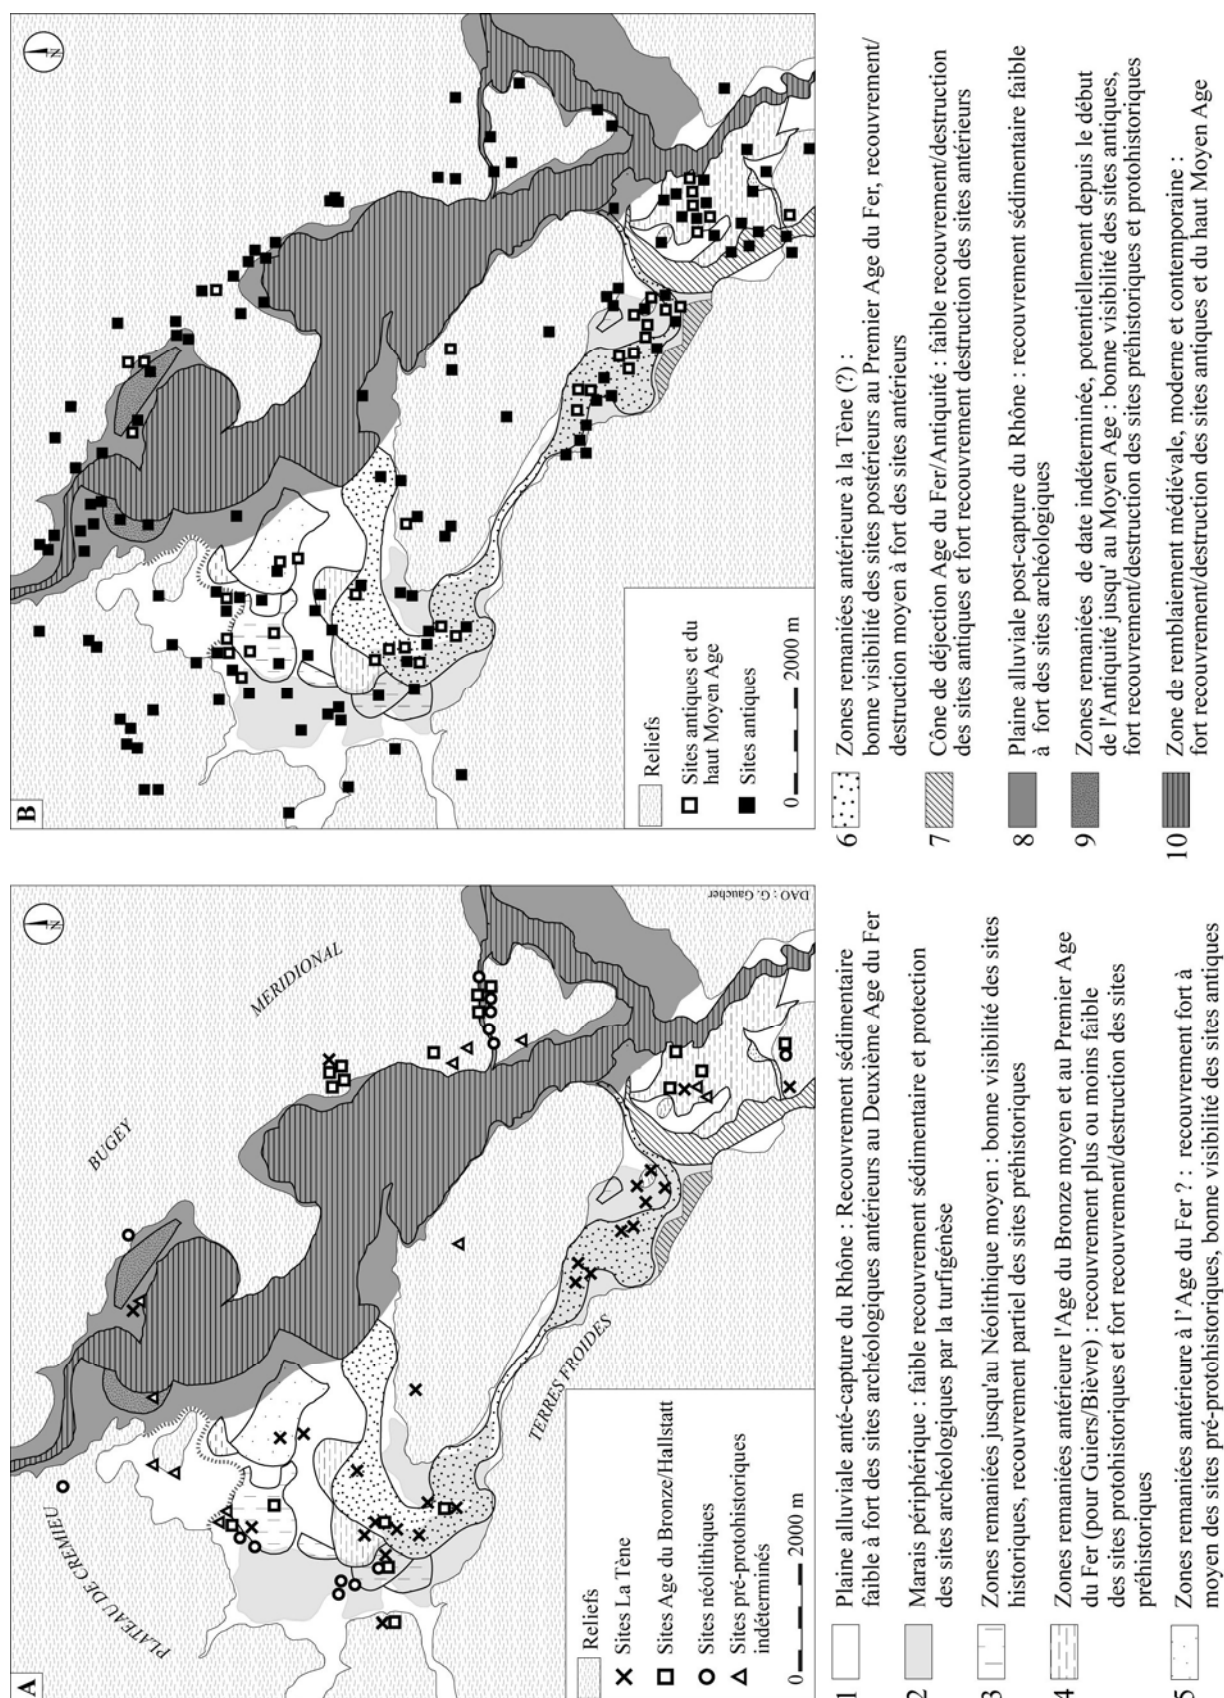 A
N
BUGEY
MERIDIONAL
PLATEAU DE CREMIEU
TERRES FROIDES
DAO : G. Gaucher
Reliefs
Sites La Tène
Sites Age du Bronze/Hallstatt
Sites néolithiques
Sites pré-protohistoriques
indéterminés
0 2000 m
B
N
Reliefs
Sites antiques et du
haut Moyen Age
Sites antiques
0 2000 m
1 Plaine alluviale anté-capture du Rhône : Recouvrement sédimentaire
faible à fort des sites archéologiques antérieurs au Deuxième Age du Fer
2 Marais périphérique : faible recouvrement sédimentaire et protection
des sites archéologiques par la turfigénèse
3 Zones remaniées jusqu'au Néolithique moyen : bonne visibilité des sites
historiques, recouvrement partiel des sites préhistoriques
4 Zones remaniées antérieure l'Age du Bronze moyen et au Premier Age
du Fer (pour Guiers/Bièvre) : recouvrement plus ou moins faible
des sites protohistoriques et fort recouvrement/destruction des sites
préhistoriques
5 Zones remaniées antérieure à l'Age du Fer ? : recouvrement fort à
moyen des sites pré-protohistoriques, bonne visibilité des sites antiques
6 Zones remaniées antérieure à la Tène (?) :
bonne visibilité des sites postérieurs au Premier Age du Fer, recouvrement/
destruction moyen à fort des sites antérieurs
7 Cône de déjection Age du Fer/Antiquité : faible recouvrement/destruction
des sites antiques et fort recouvrement destruction des sites antérieurs
8 Plaine alluviale post-capture du Rhône : recouvrement sédimentaire faible
à fort des sites archéologiques
9 Zones remaniées de date indéterminée, potentiellement depuis le début
de l'Antiquité jusqu' au Moyen Age : bonne visibilité des sites antiques,
fort recouvrement/destruction des sites préhistoriques et protohistoriques
10 Zone de remblaiement médiévale, moderne et contemporaine :
fort recouvrement/destruction des sites antiques et du haut Moyen Age